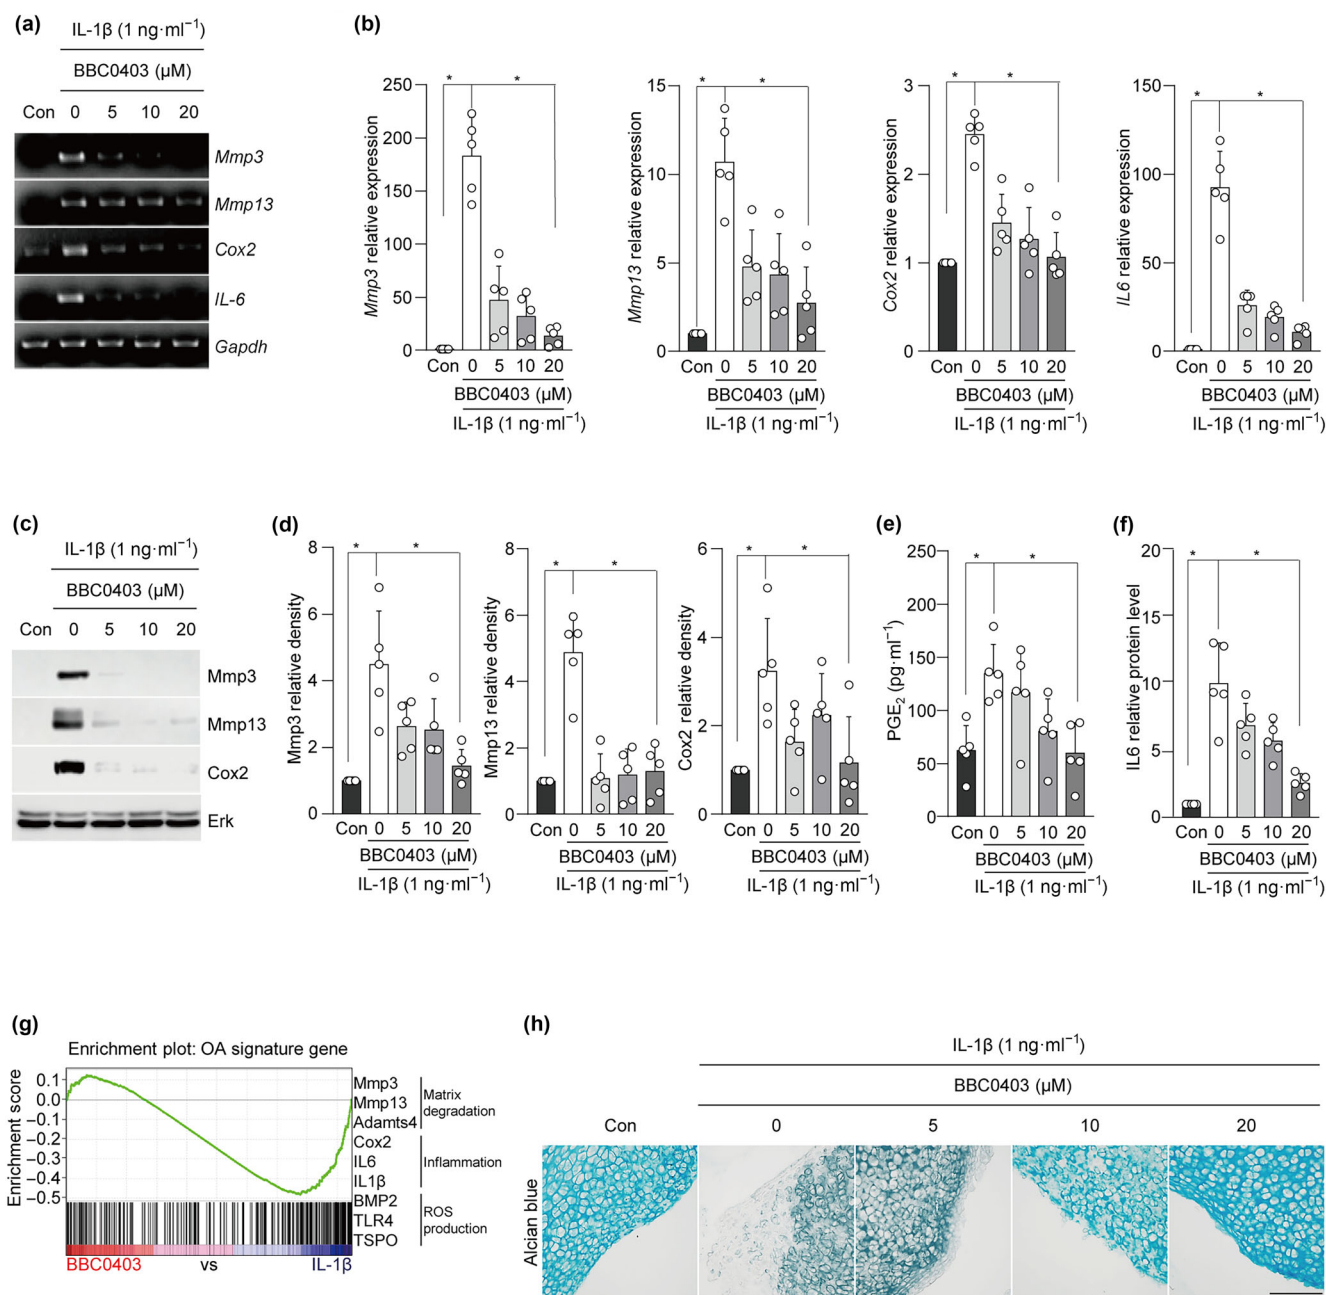 (a)
IL-1β (1 ng·ml−1)
BBC0403 (µM)
Con 0 5 10 20
Mmp3
Mmp13
Cox2
IL-6
Gapdh
(b)
Mmp3 relative expression
250
200
150
100
50
0
* *
Con 0 5 10 20
BBC0403 (µM)
IL-1β (1 ng·ml−1)
Mmp13 relative expression
15
10
5
0
* *
Con 0 5 10 20
BBC0403 (µM)
IL-1β (1 ng·ml−1)
Cox2 relative expression
3
2
1
0
* *
Con 0 5 10 20
BBC0403 (µM)
IL-1β (1 ng·ml−1)
IL6 relative expression
150
100
50
0
* *
Con 0 5 10 20
BBC0403 (µM)
IL-1β (1 ng·ml−1)
(c)
IL-1β (1 ng·ml−1)
BBC0403 (µM)
Con 0 5 10 20
Mmp3
Mmp13
Cox2
Erk
(d)
Mmp3 relative density
8
6
4
2
0
* *
Con 0 5 10 20
BBC0403 (µM)
IL-1β (1 ng·ml−1)
Mmp13 relative density
8
6
4
2
0
* *
Con 0 5 10 20
BBC0403 (µM)
IL-1β (1 ng·ml−1)
Cox2 relative density
6
4
2
0
* *
Con 0 5 10 20
BBC0403 (µM)
IL-1β (1 ng·ml−1)
(e)
PGE2 (pg·ml−1)
250
200
150
100
50
0
* *
Con 0 5 10 20
BBC0403 (µM)
IL-1β (1 ng·ml−1)
(f)
IL6 relative protein level
20
15
10
5
0
* *
Con 0 5 10 20
BBC0403 (µM)
IL-1β (1 ng·ml−1)
(g)
Enrichment plot: OA signature gene
Enrichment score
0.1
0.0
−0.1
−0.2
−0.3
−0.4
−0.5
Mmp3
Mmp13
Adamts4
Matrix
degradation
Cox2
IL6
IL1β
Inflammation
BMP2
TLR4
TSPO
ROS
production
BBC0403 vs IL-1β
(h)
IL-1β (1 ng·ml−1)
BBC0403 (µM)
Con 0 5 10 20
Alcian blue